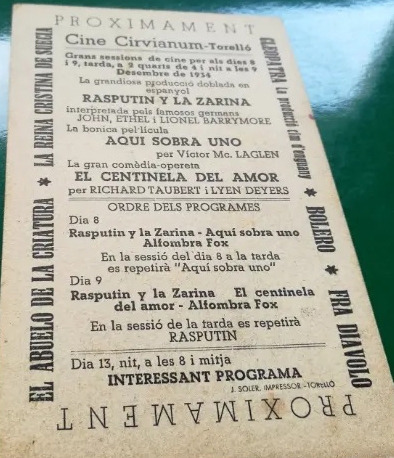 PROXIMAMENT
Cine Cirvianum-Torelló
Grans sessions de cine per als dies 8
i 9, tarda, a 2 quarts de 4 i nit a les 9
Desembre de 1934
La grandiosa producció doblada en
espanyol
RASPUTIN Y LA ZARINA
interpretada pels famosos germans
JOHN, ETHEL i LIONEL BARRYMORE
La bonica pel·lícula
AQUI SOBRA UNO
per Víctor Mc. LAGLEN
La gran comèdia-opereta
EL CENTINELA DEL AMOR
per RICHARD TAUBERT i LYEN DEYERS
ORDRE DELS PROGRAMES
Dia 8
Rasputin y la Zarina - Aquí sobra uno
Alfombra Fox
En la sessió del dia 8 a la tarda
es repetirà "Aquí sobra uno"
Dia 9
Rasputin y la Zarina El centinela
del amor - Alfombra Fox
En la sessió de la tarda es repetirà
RASPUTIN
Dia 13, nit, a les 8 i mitja
INTERESSANT PROGRAMA
J. SOLER, IMPRESSOR - TORELLÓ
EL ABUELO DE LA CRIATURA * LA REINA CRISTINA DE SUECIA
CLEOPATRA La producció cim d'enguany * BOLERO * FRA DIAVOLO
PROXIMAMENT